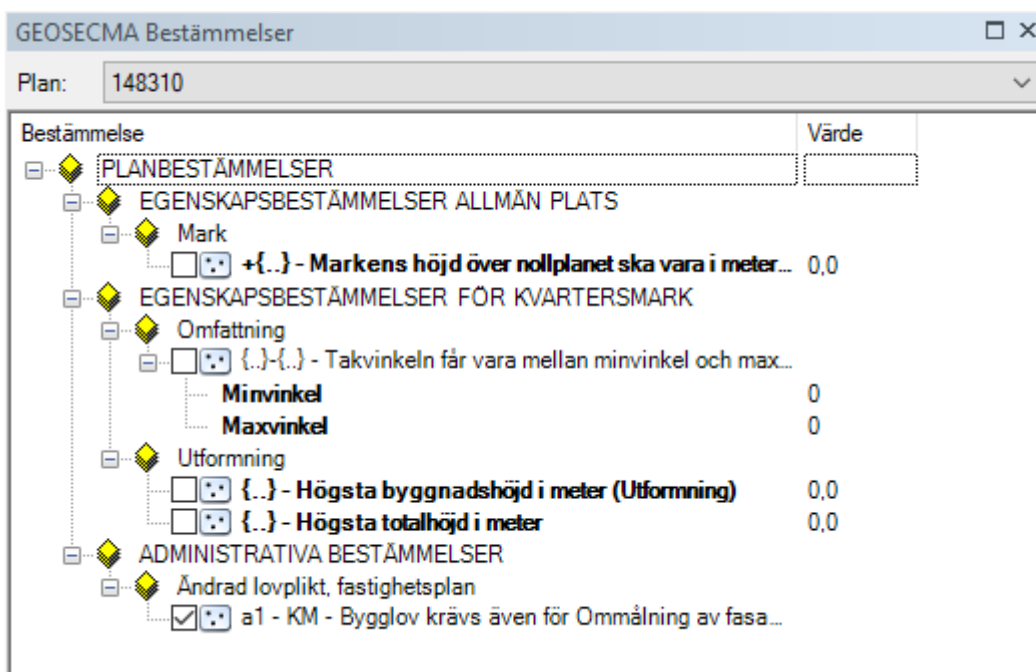 GEOSECMA Bestämmelser
Plan: 148310
Bestämmelse Värde
PLANBESTÄMMELSER
EGENSKAPSBESTÄMMELSER ALLMÄN PLATS
Mark
+{..} - Markens höjd över nollplanet ska vara i meter... 0,0
EGENSKAPSBESTÄMMELSER FÖR KVARTERSMARK
Omfattning
{..}-{..} - Takvinkeln får vara mellan minvinkel och max... 
Minvinkel 0
Maxvinkel 0
Utformning
{..} - Högsta byggnadshöjd i meter (Utformning) 0,0
{..} - Högsta totalhöjd i meter 0,0
ADMINISTRATIVA BESTÄMMELSER
Ändrad lovplikt, fastighetsplan
a1 - KM - Bygglov krävs även för Ommålning av fasa...